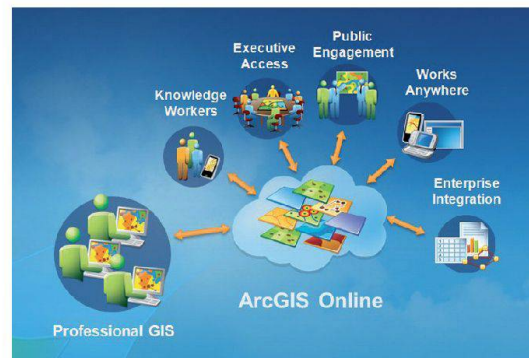 Public
Engagement
Executive
Access
Works
Anywhere
Knowledge
Workers
Enterprise
Integration
ArcGIS Online
Professional GIS